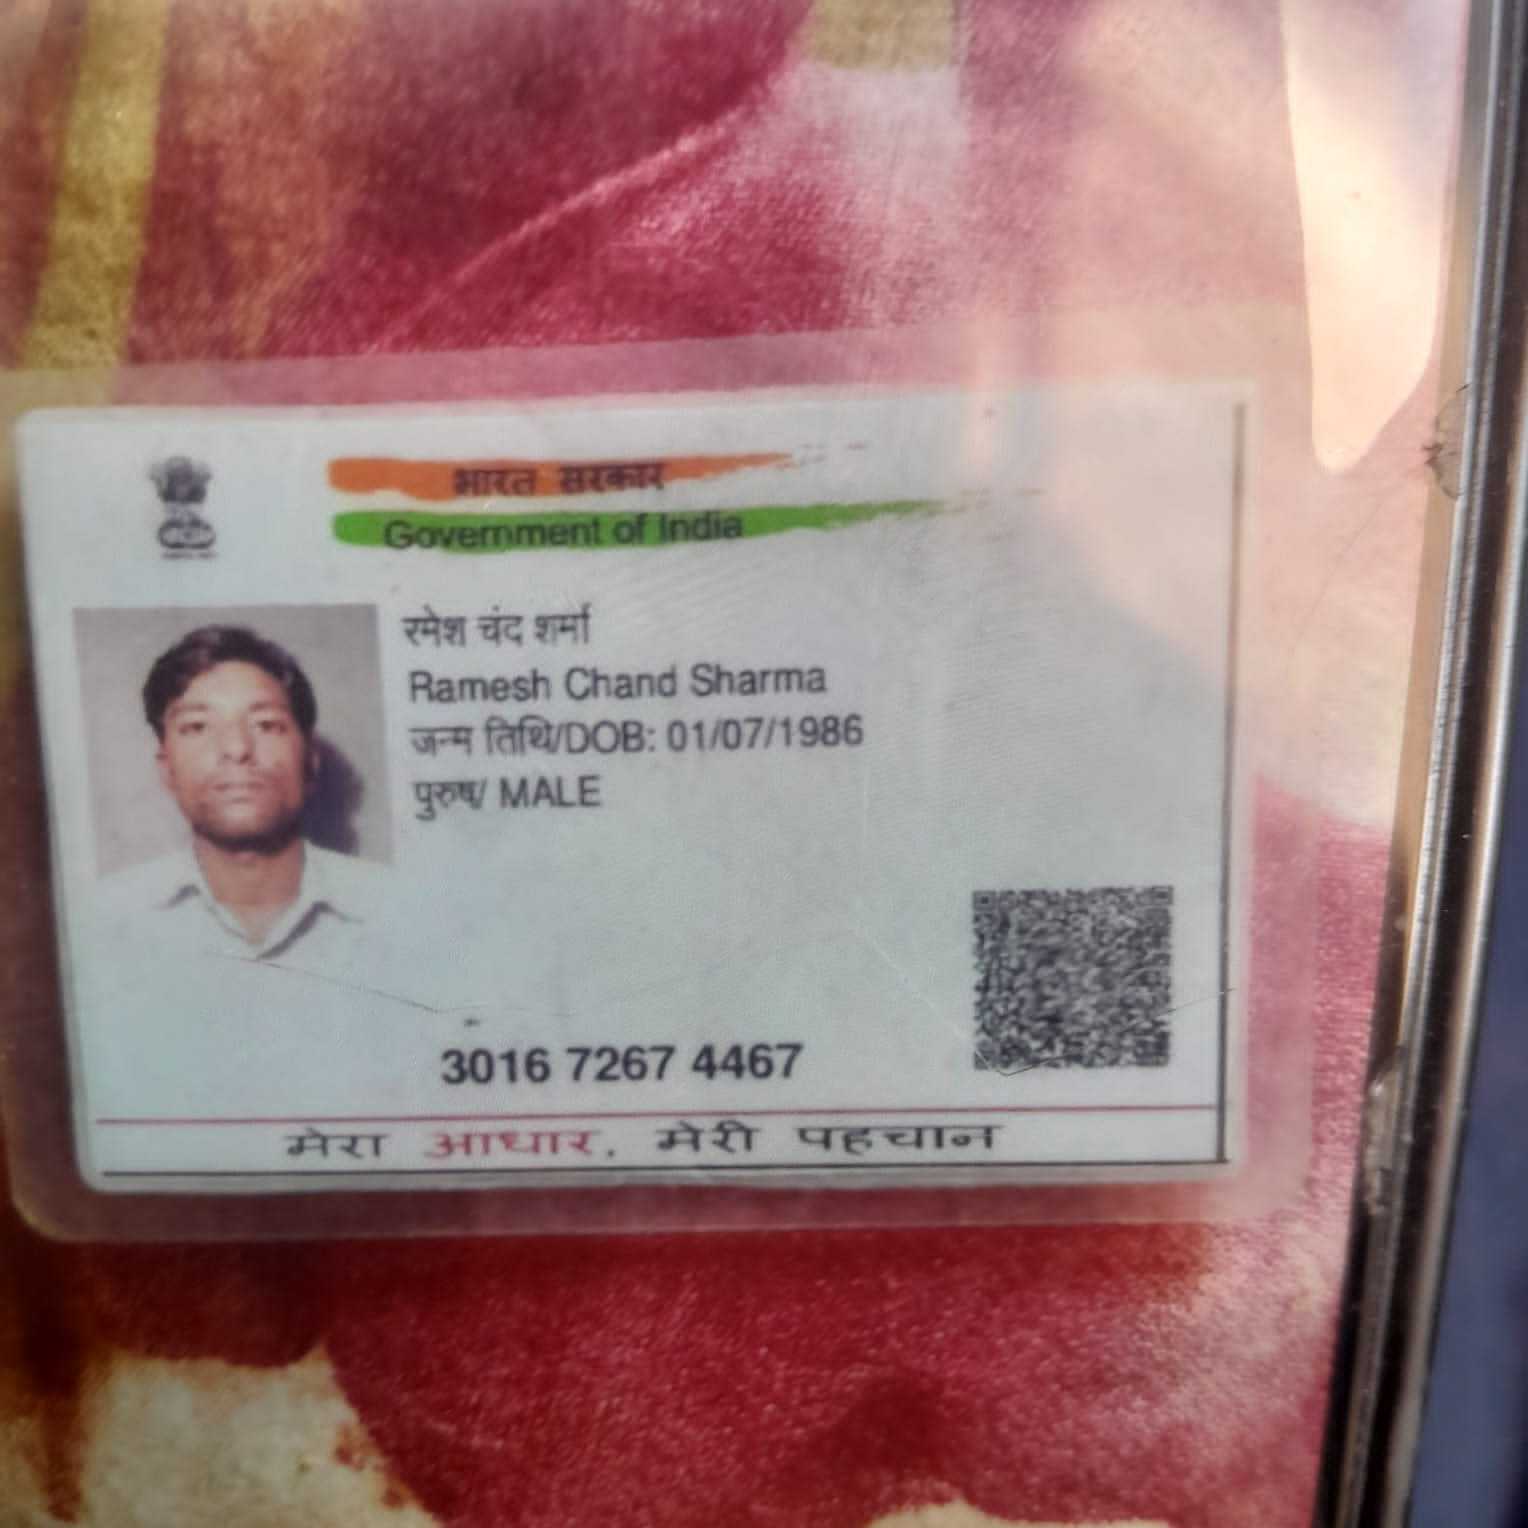 भारत सरकार
Government of India
रमेश चंद शर्मा
Ramesh Chand Sharma
जन्म तिथि/DOB: 01/07/1986
पुरुष/ MALE
3016 7267 4467
मेरा आधार, मेरी पहचान